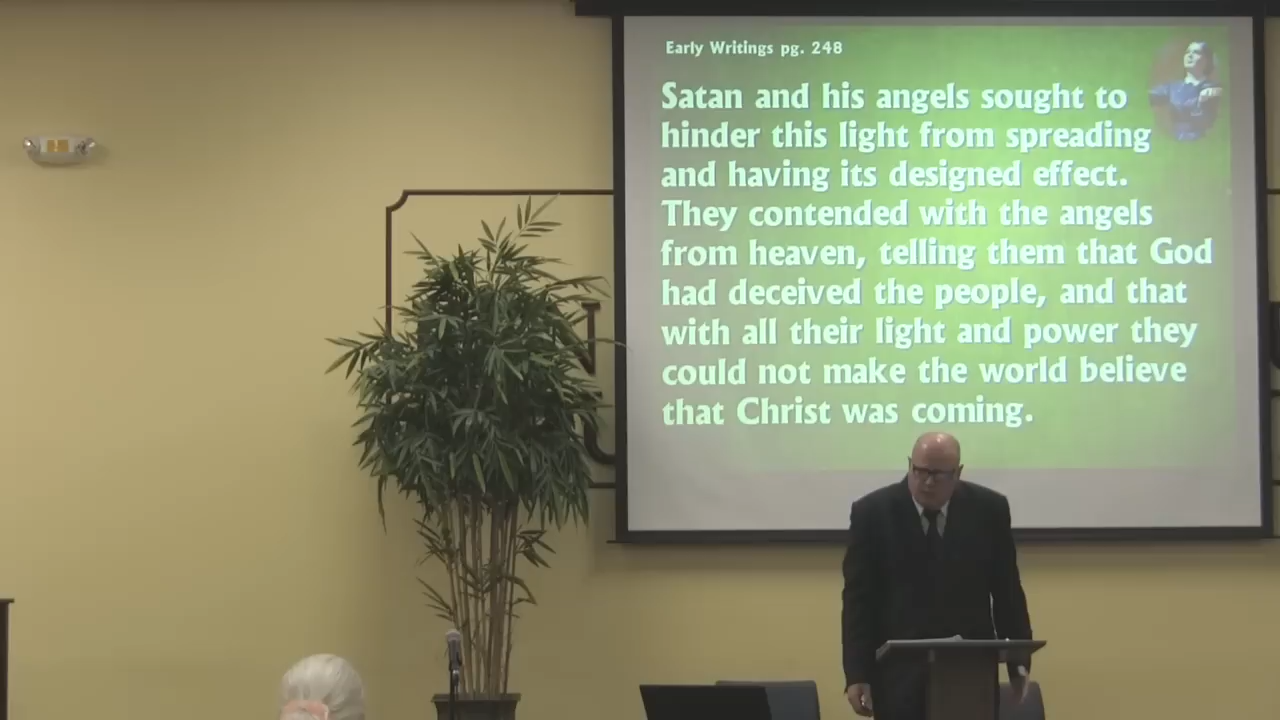 Early Writings pg. 248
Satan and his angels sought to
hinder this light from spreading
and having its designed effect.
They contended with the angels
from heaven, telling them that God
had deceived the people, and that
with all their light and power they
could not make the world believe
that Christ was coming.